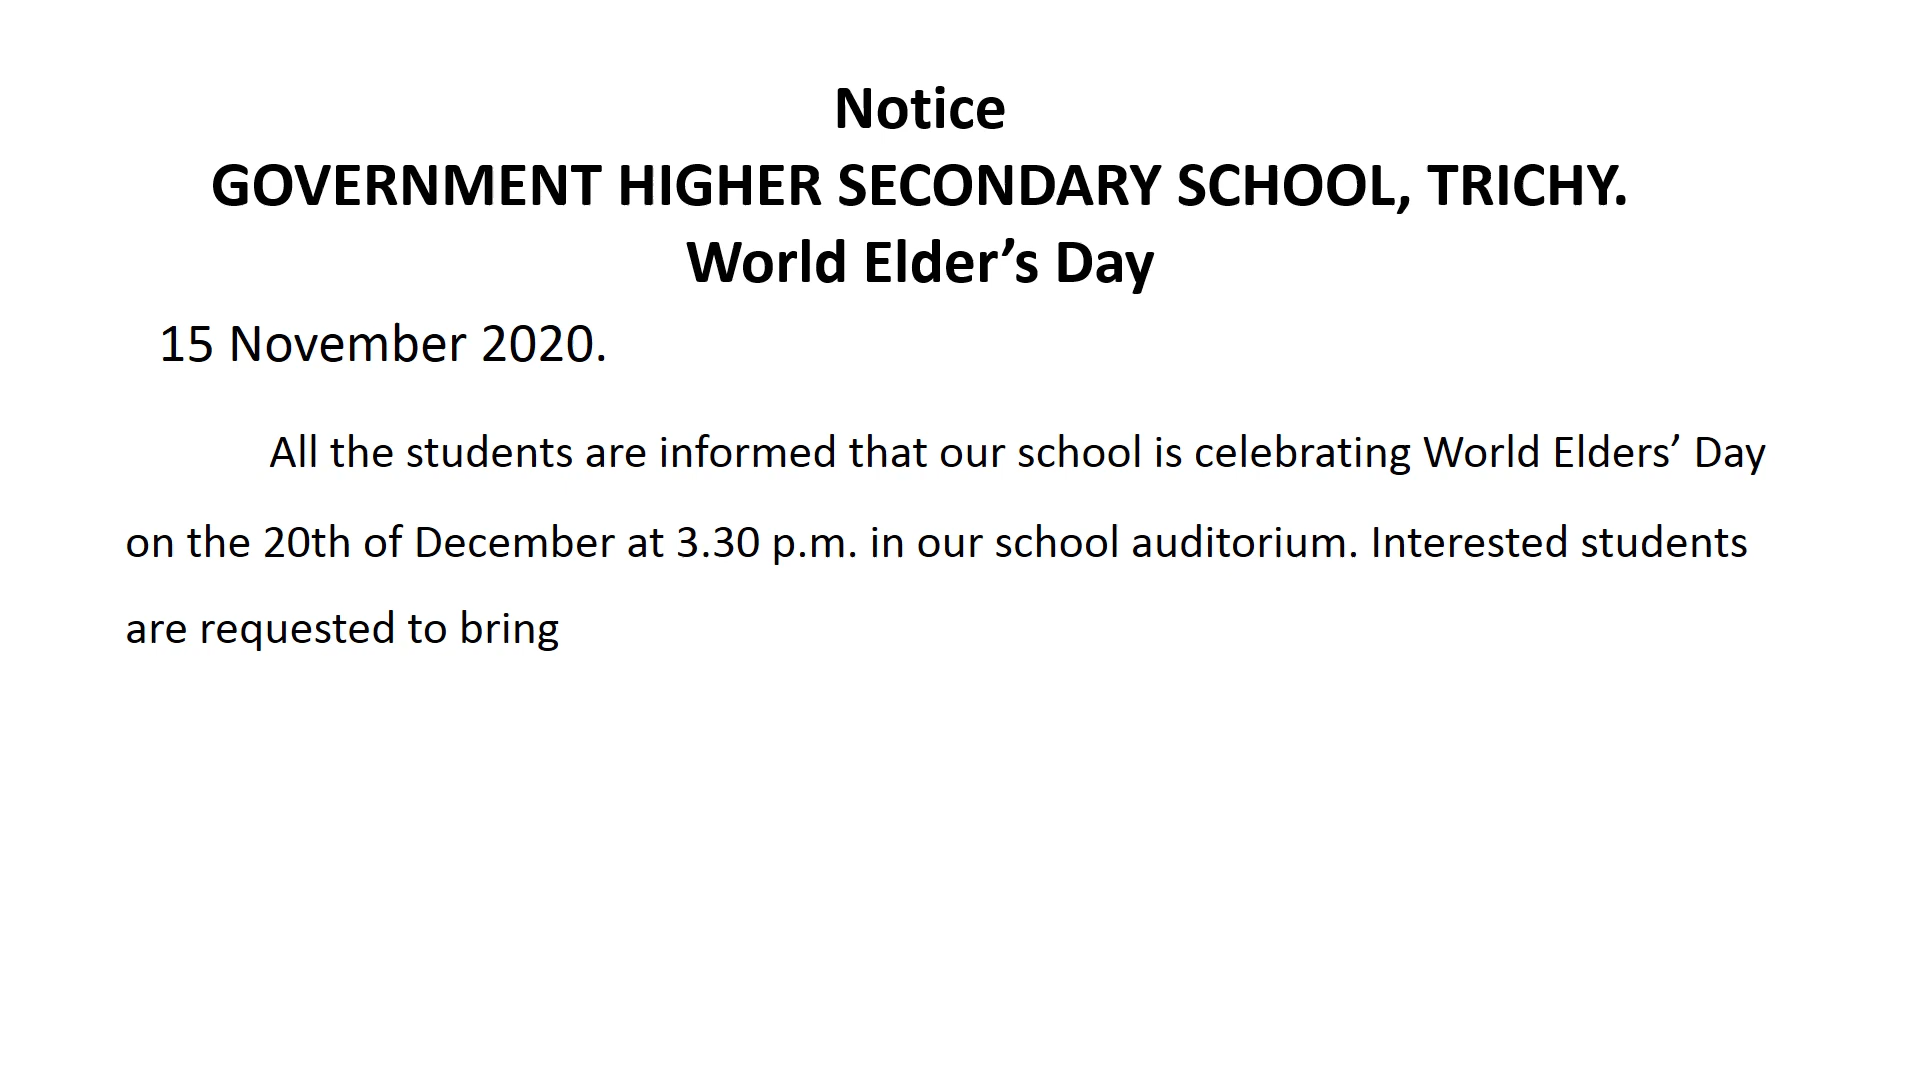 Notice
GOVERNMENT HIGHER SECONDARY SCHOOL, TRICHY.
World Elder’s Day
15 November 2020.
All the students are informed that our school is celebrating World Elders’ Day
on the 20th of December at 3.30 p.m. in our school auditorium. Interested students
are requested to bring